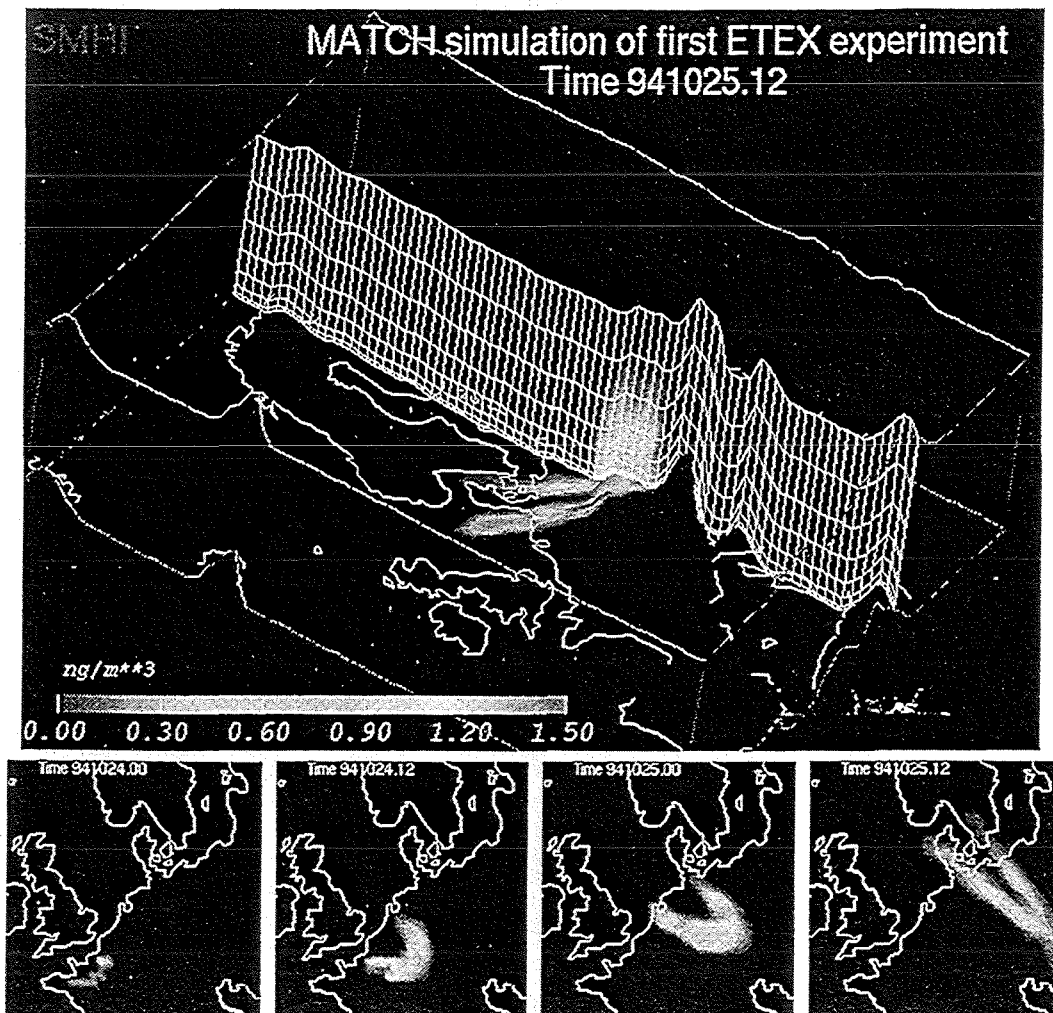 SMHI
MATCH simulation of first ETEX experiment
Time 941025.12
ng/m**3
0.00 0.30 0.60 0.90 1.20 1.50
Time 941024.00
Time 941024.12
Time 941025.00
Time 941025.12